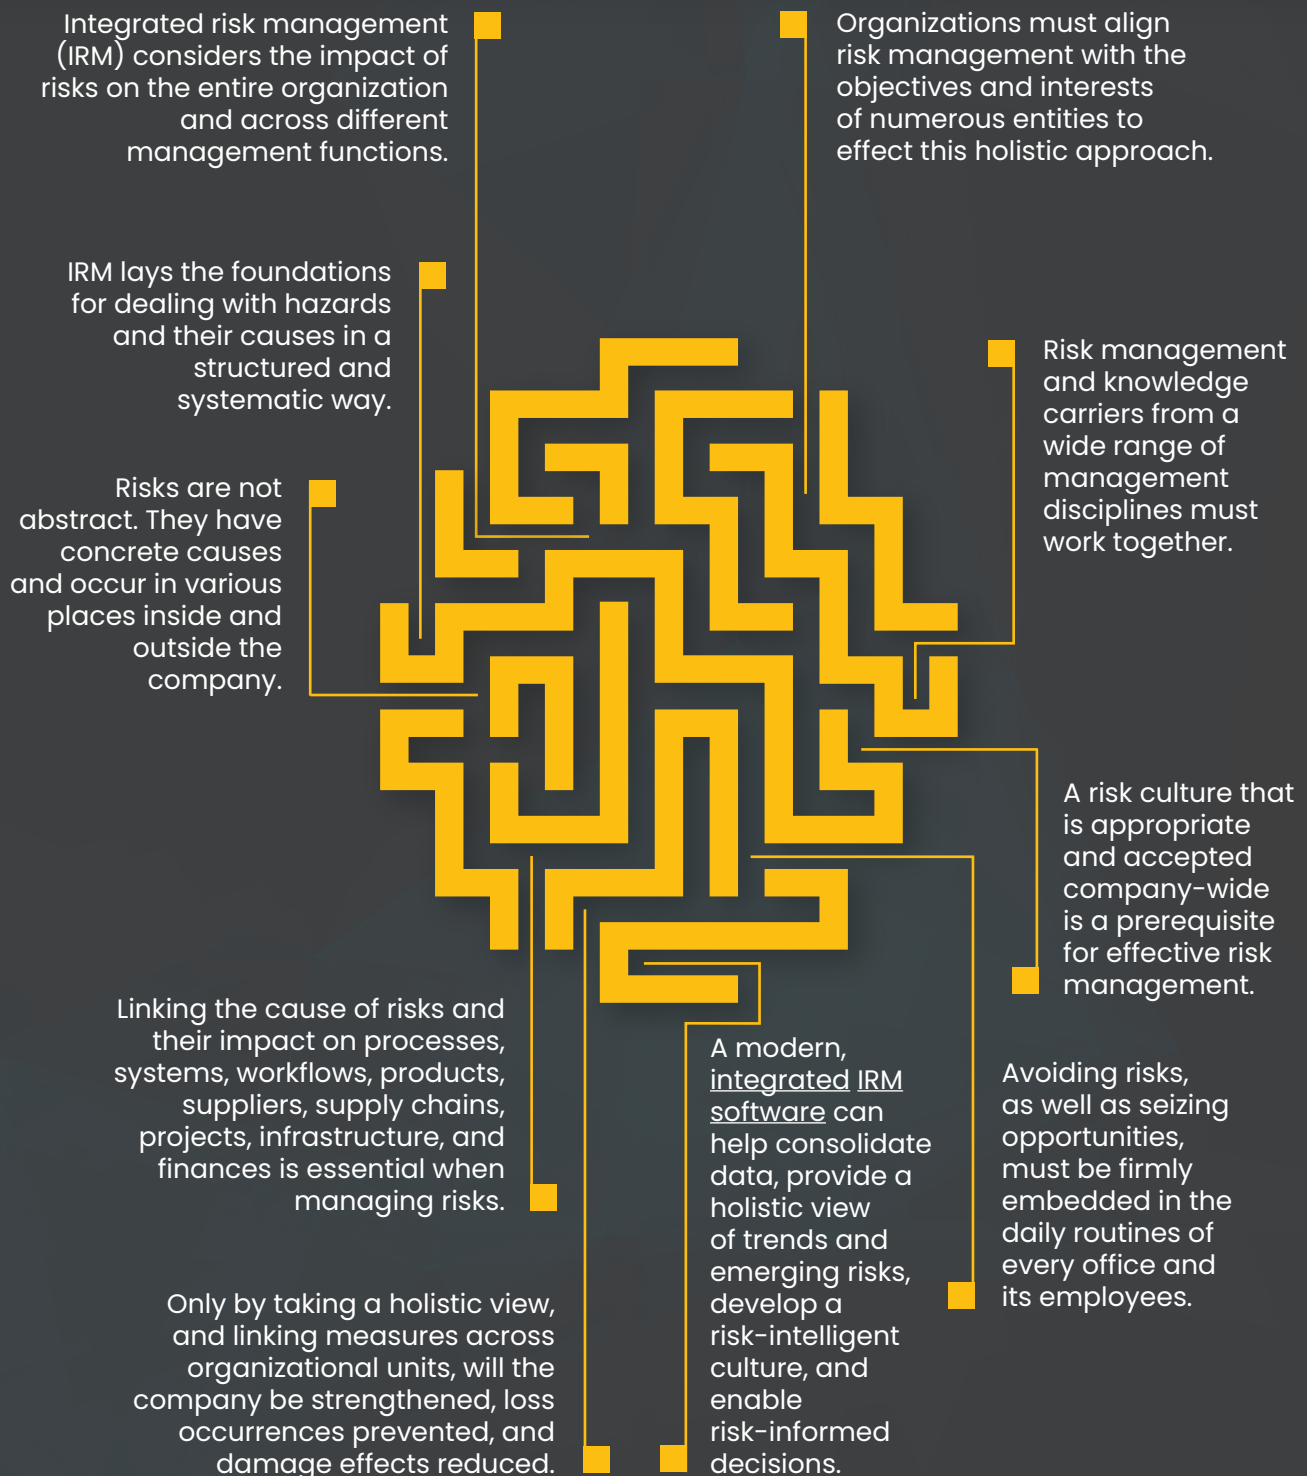 Integrated risk management
(IRM) considers the impact of
risks on the entire organization
and across different
management functions.
Organizations must align
risk management with the
objectives and interests
of numerous entities to
effect this holistic approach.
IRM lays the foundations
for dealing with hazards
and their causes in a
structured and
systematic way.
Risk management
and knowledge
carriers from a
wide range of
management
disciplines must
work together.
Risks are not
abstract. They have
concrete causes
and occur in various
places inside and
outside the
company.
A risk culture that
is appropriate
and accepted
company-wide
is a prerequisite
for effective risk
management.
Linking the cause of risks and
their impact on processes,
systems, workflows, products,
suppliers, supply chains,
projects, infrastructure, and
finances is essential when
managing risks.
A modern,
integrated IRM
software can
help consolidate
data, provide a
holistic view
of trends and
emerging risks,
develop a
risk-intelligent
culture, and
enable
risk-informed
decisions.
Avoiding risks,
as well as seizing
opportunities,
must be firmly
embedded in the
daily routines of
every office and
its employees.
Only by taking a holistic view,
and linking measures across
organizational units, will the
company be strengthened, loss
occurrences prevented, and
damage effects reduced.